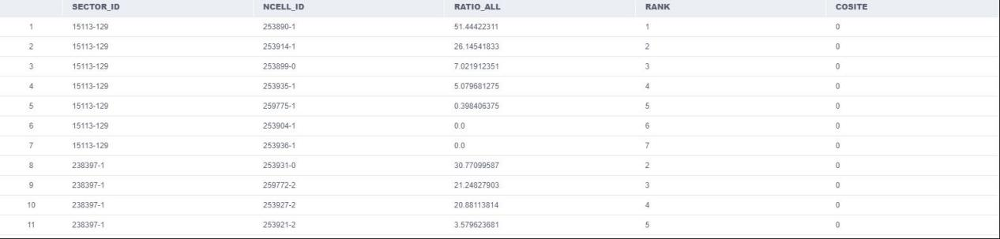 SECTOR_ID NCELL_ID RATIO_ALL RANK COSITE
1 15113-129 253890-1 51.44422311 1 0
2 15113-129 253914-1 26.14541833 2 0
3 15113-129 253899-0 7.021912351 3 0
4 15113-129 253935-1 5.079681275 4 0
5 15113-129 259775-1 0.398406375 5 0
6 15113-129 253904-1 0.0 6 0
7 15113-129 253936-1 0.0 7 0
8 238397-1 253931-0 30.77099587 2 0
9 238397-1 259772-2 21.24827903 3 0
10 238397-1 253927-2 20.88113814 4 0
11 238397-1 253921-2 3.579623681 5 0